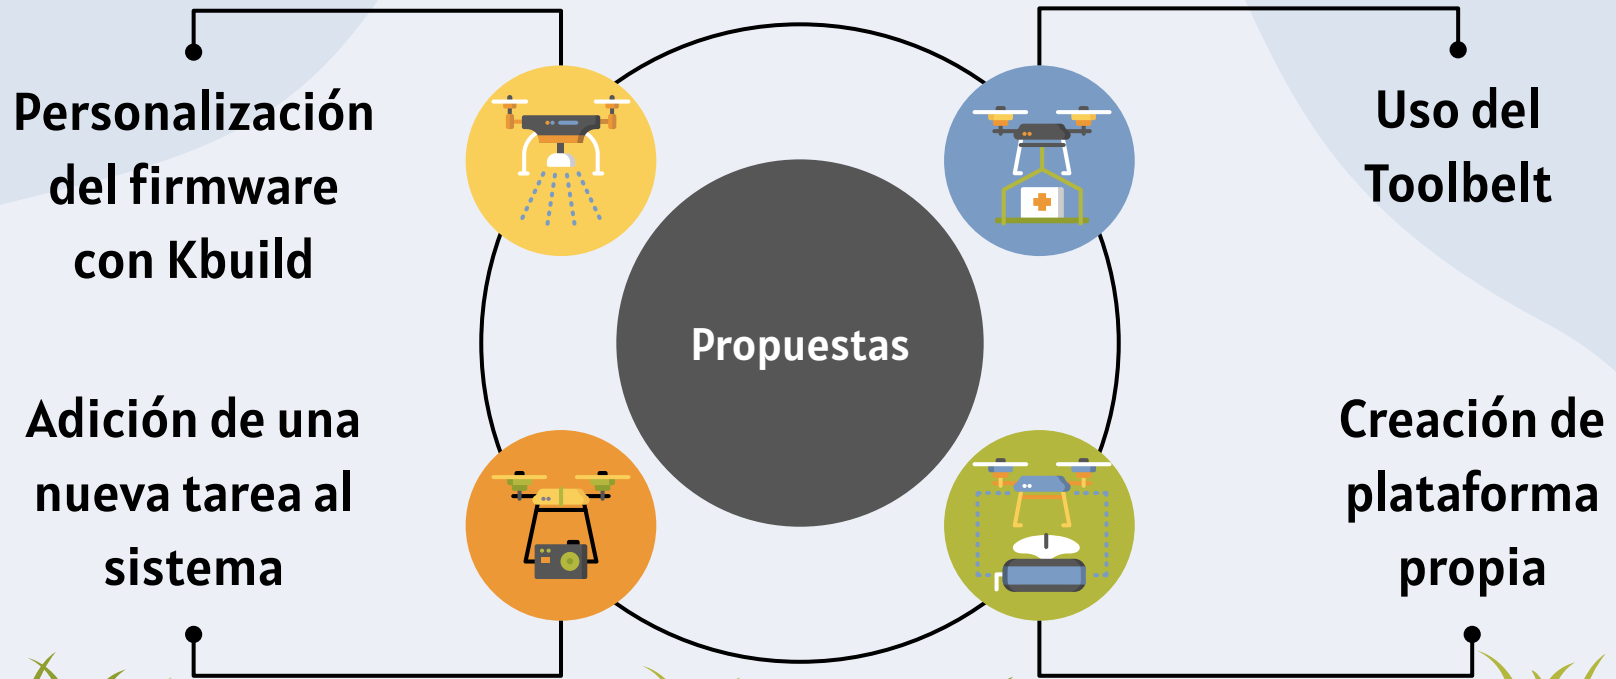 Personalización
del firmware
con Kbuild
Uso del
Toolbelt
Propuestas
Adición de una
nueva tarea al
sistema
Creación de
plataforma
propia